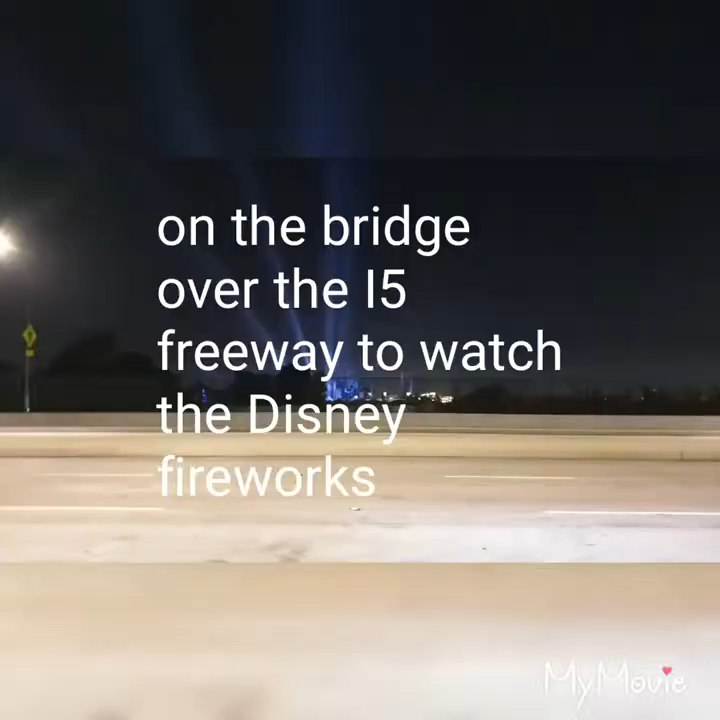 on the bridge
over the I5
freeway to watch
the Disney
fireworks
MyMovie